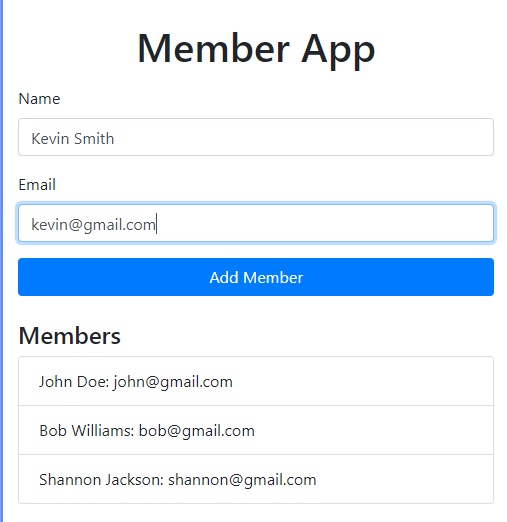 Member App
Name
Kevin Smith
Email
kevin@gmail.com
Add Member
Members
John Doe: john@gmail.com
Bob Williams: bob@gmail.com
Shannon Jackson: shannon@gmail.com